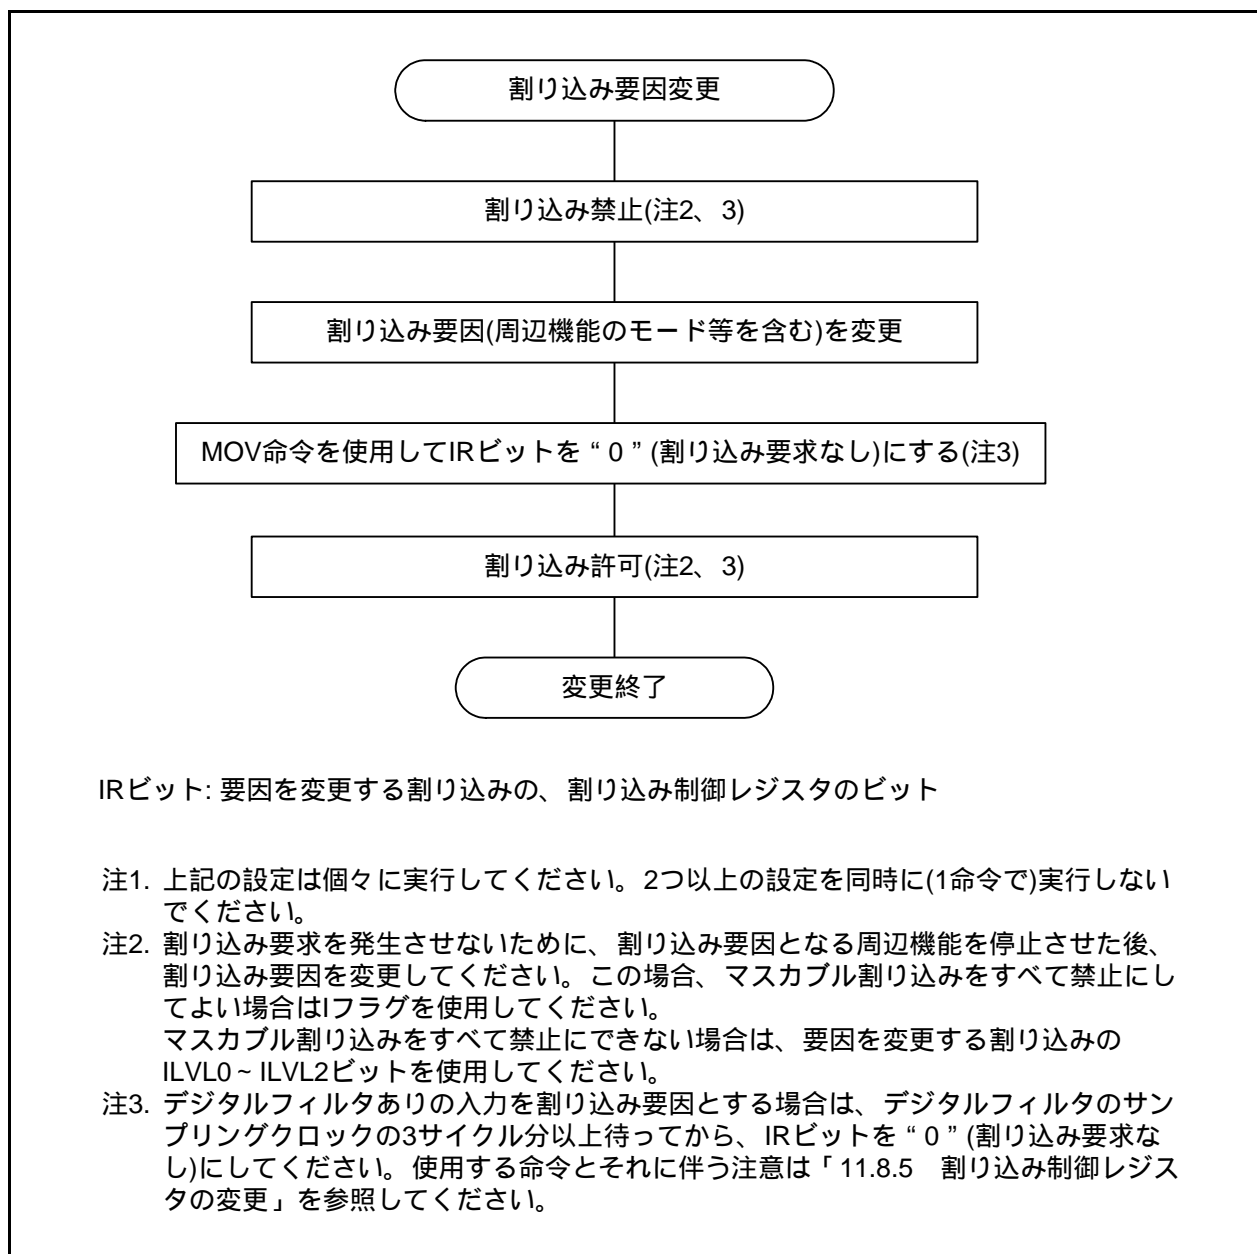 割り込み要因変更
割り込み禁止(注2、3)
割り込み要因(周辺機能のモード等を含む)を変更
MOV命令を使用してIRビットを“0”(割り込み要求なし)にする(注3)
割り込み許可(注2、3)
変更終了
IRビット: 要因を変更する割り込みの、割り込み制御レジスタのビット
注1. 上記の設定は個々に実行してください。2つ以上の設定を同時に(1命令で)実行しない
でください。
注2. 割り込み要求を発生させないために、割り込み要因となる周辺機能を停止させた後、
割り込み要因を変更してください。この場合、マスカブル割り込みをすべて禁止にし
てよい場合はIフラグを使用してください。
マスカブル割り込みをすべて禁止にできない場合は、要因を変更する割り込みの
ILVL0~ILVL2ビットを使用してください。
注3. デジタルフィルタありの入力を割り込み要因とする場合は、デジタルフィルタのサン
プリングクロックの3サイクル分以上待ってから、IRビットを“0”(割り込み要求な
し)にしてください。使用する命令とそれに伴う注意は「11.8.5 割り込み制御レジス
タの変更」を参照してください。